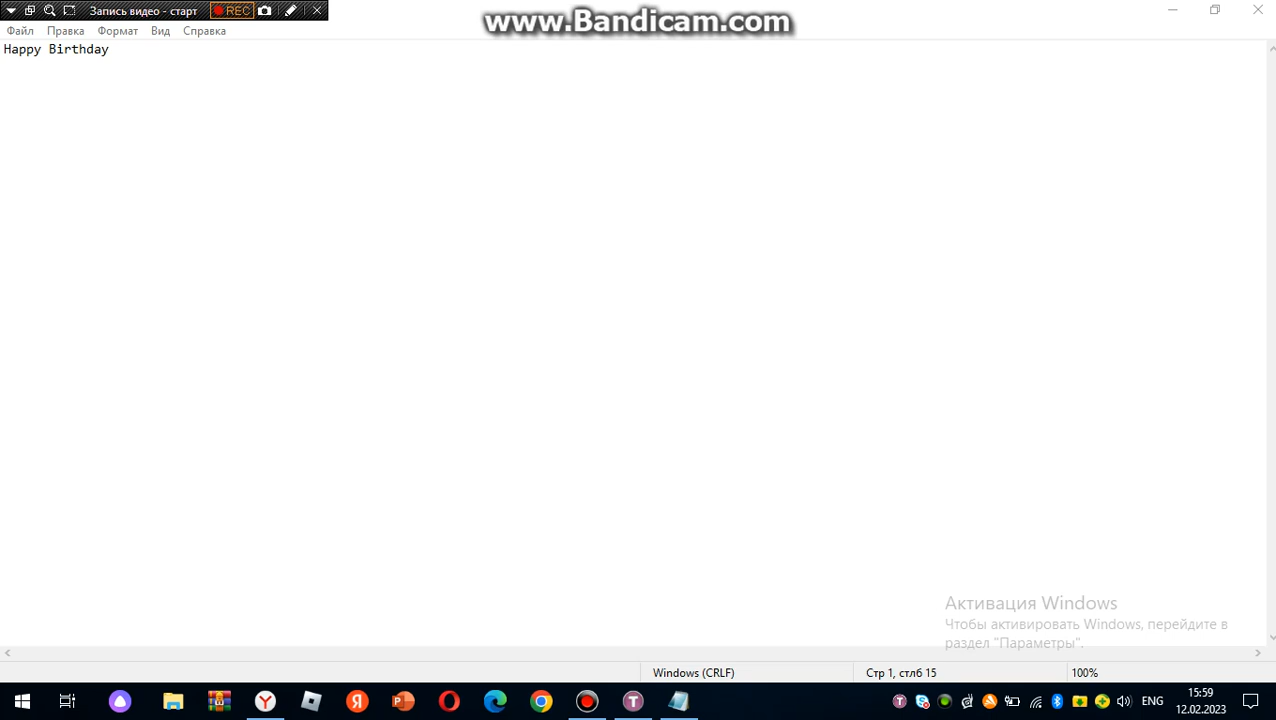 Запись видео - старт
REC
www.Bandicam.com
Файл
Правка
Формат
Вид
Справка
Happy Birthday
Активация Windows
Чтобы активировать Windows, перейдите в
раздел "Параметры".
Windows (CRLF)
Стр 1, стлб 15
100%
ENG
15:59
12.02.2023